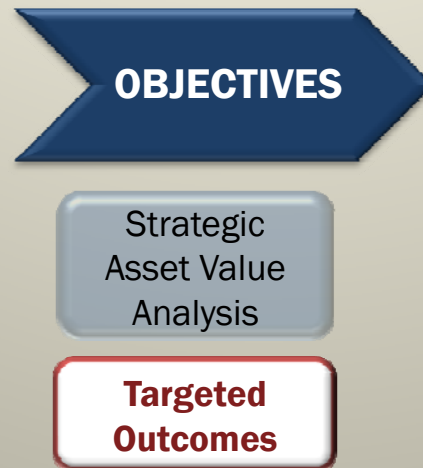 OBJECTIVES
Strategic
Asset Value
Analysis
Targeted
Outcomes